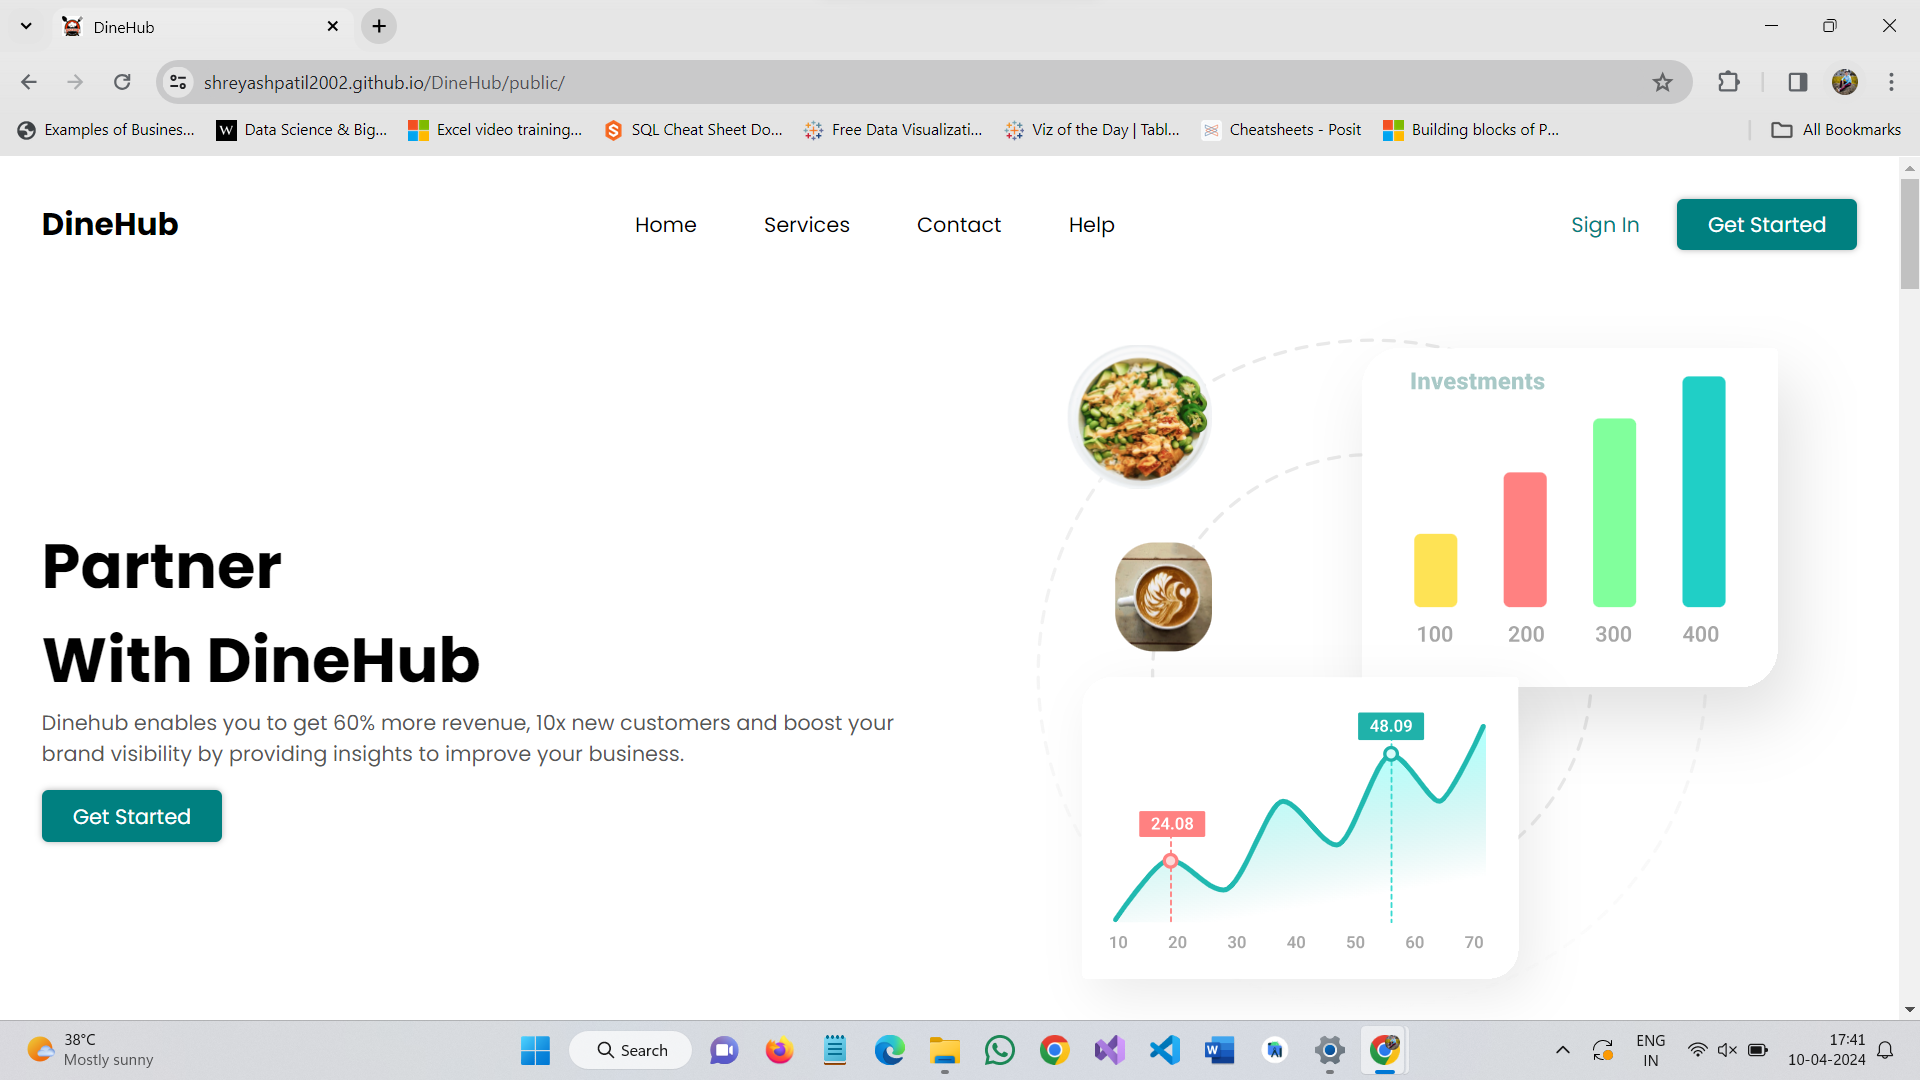 DineHub
shreyashpatil2002.github.io/DineHub/public/
Examples of Busines...
W Data Science & Big...
Excel video training...
SQL Cheat Sheet Do...
Free Data Visualizati...
Viz of the Day | Tabl...
Cheatsheets - Posit
Building blocks of P...
All Bookmarks
DineHub
Home
Services
Contact
Help
Sign In
Get Started
Partner
With DineHub
Dinehub enables you to get 60% more revenue, 10x new customers and boost your
brand visibility by providing insights to improve your business.
Get Started
Investments
100 200 300 400
48.09
24.08
10 20 30 40 50 60 70
38°C
Mostly sunny
Search
ENG
IN
17:41
10-04-2024